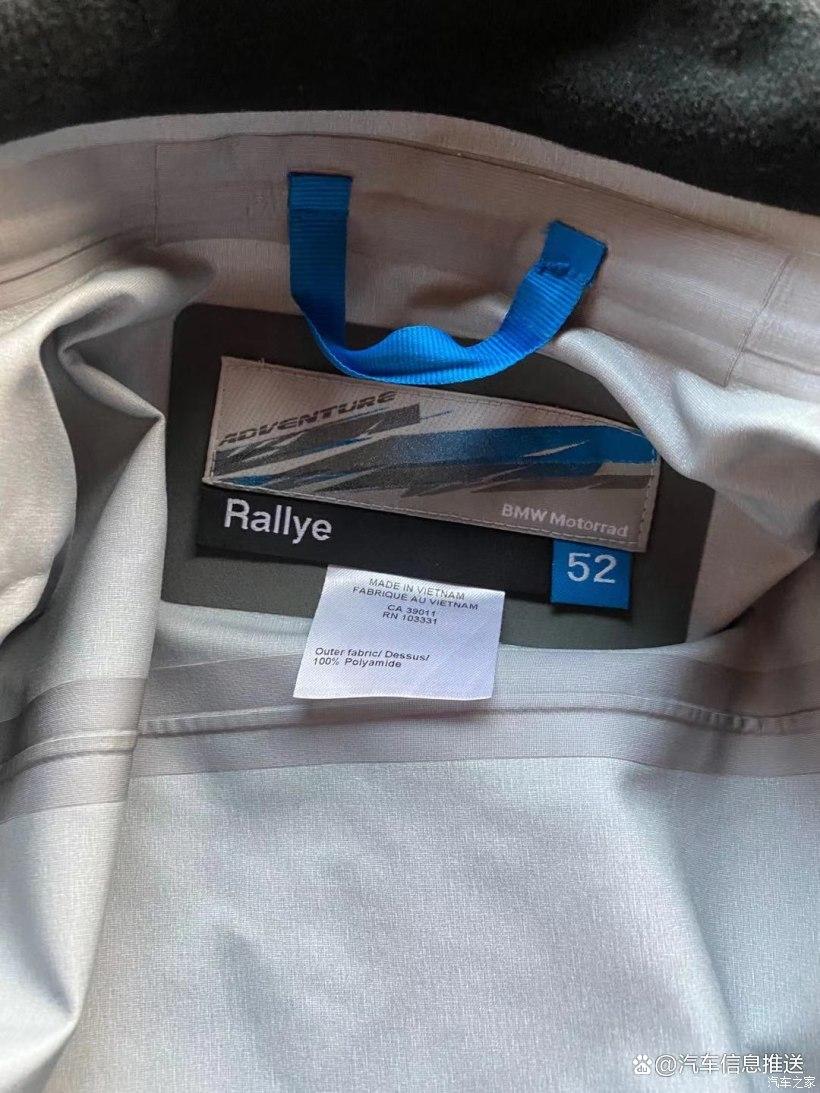 ADVENTURE
BMW Motorrad
Rallye
52
MADE IN VIETNAM
FABRIQUE AU VIETNAM
CA 39011
RN 103331
Outer fabric/ Dessus/
100% Polyamide
@汽车信息推送
汽车之家